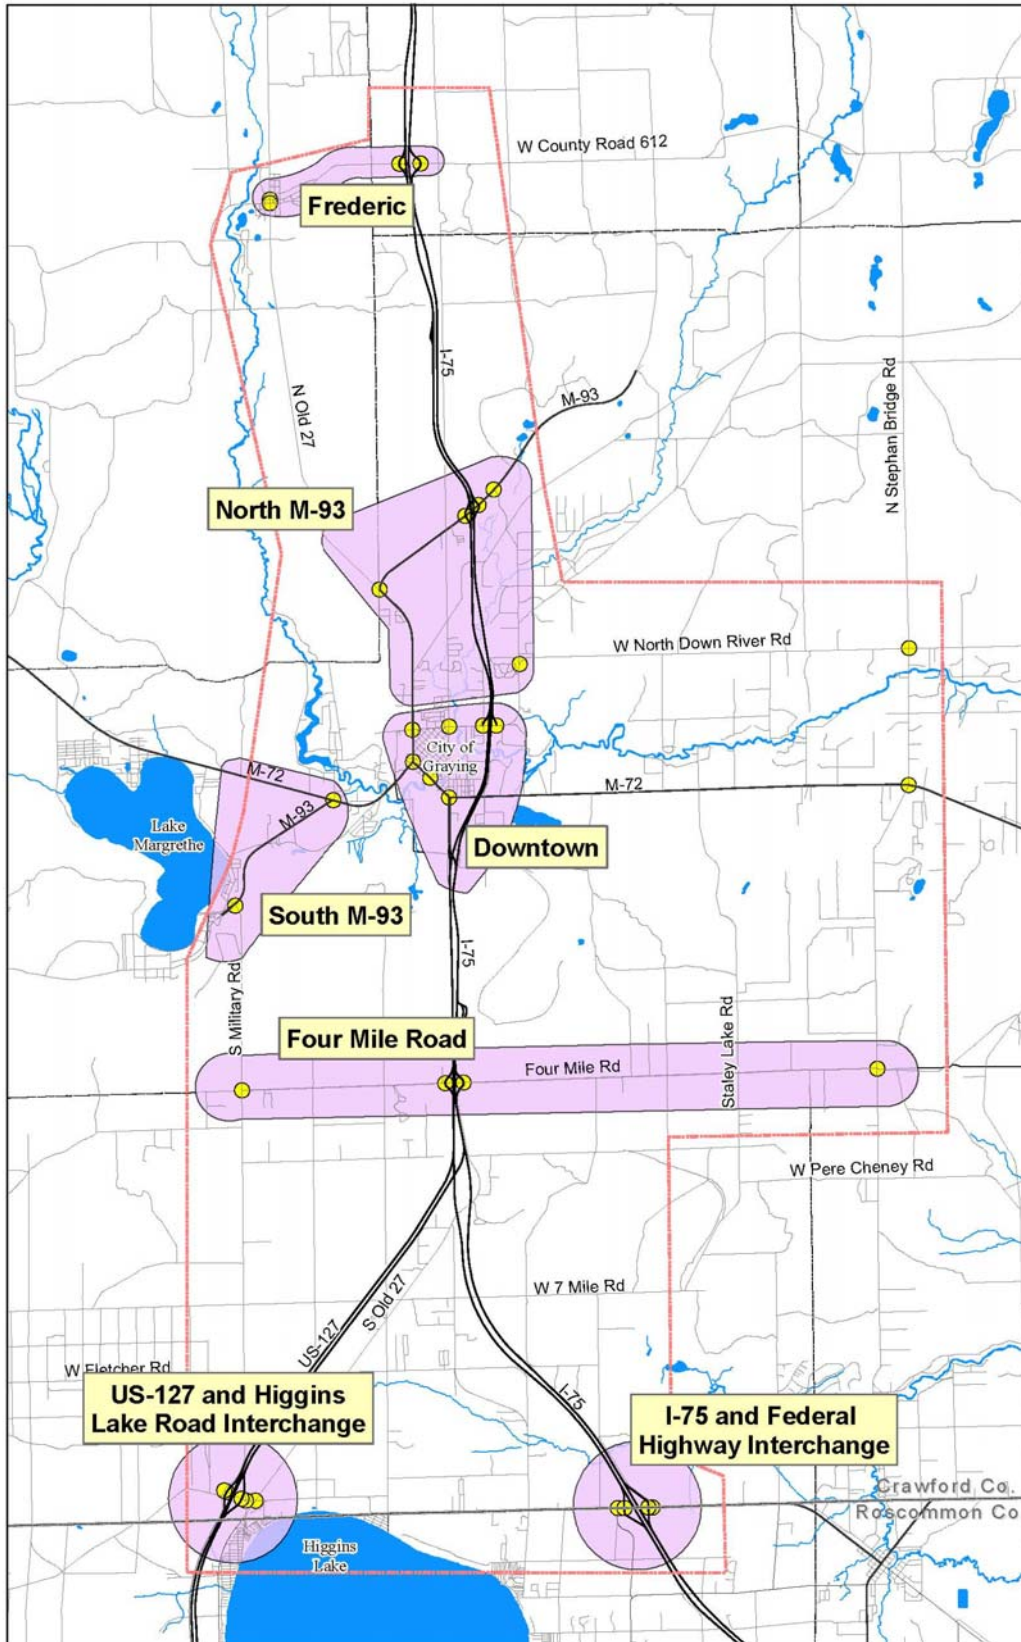 W County Road 612
Frederic
I-75
M-93
N Old 27
N Stephan Bridge Rd
North M-93
W North Down River Rd
City of
Grayling
M-72
M-72
M-93
Lake
Margrethe
Downtown
South M-93
I-75
S Military Rd
Four Mile Road
Four Mile Rd
Staley Lake Rd
W Pere Cheney Rd
W 7 Mile Rd
S Old 27
US-127
W Fletcher Rd
US-127 and Higgins
Lake Road Interchange
I-75
I-75 and Federal
Highway Interchange
Crawford Co.
Roscommon Co
Higgins
Lake